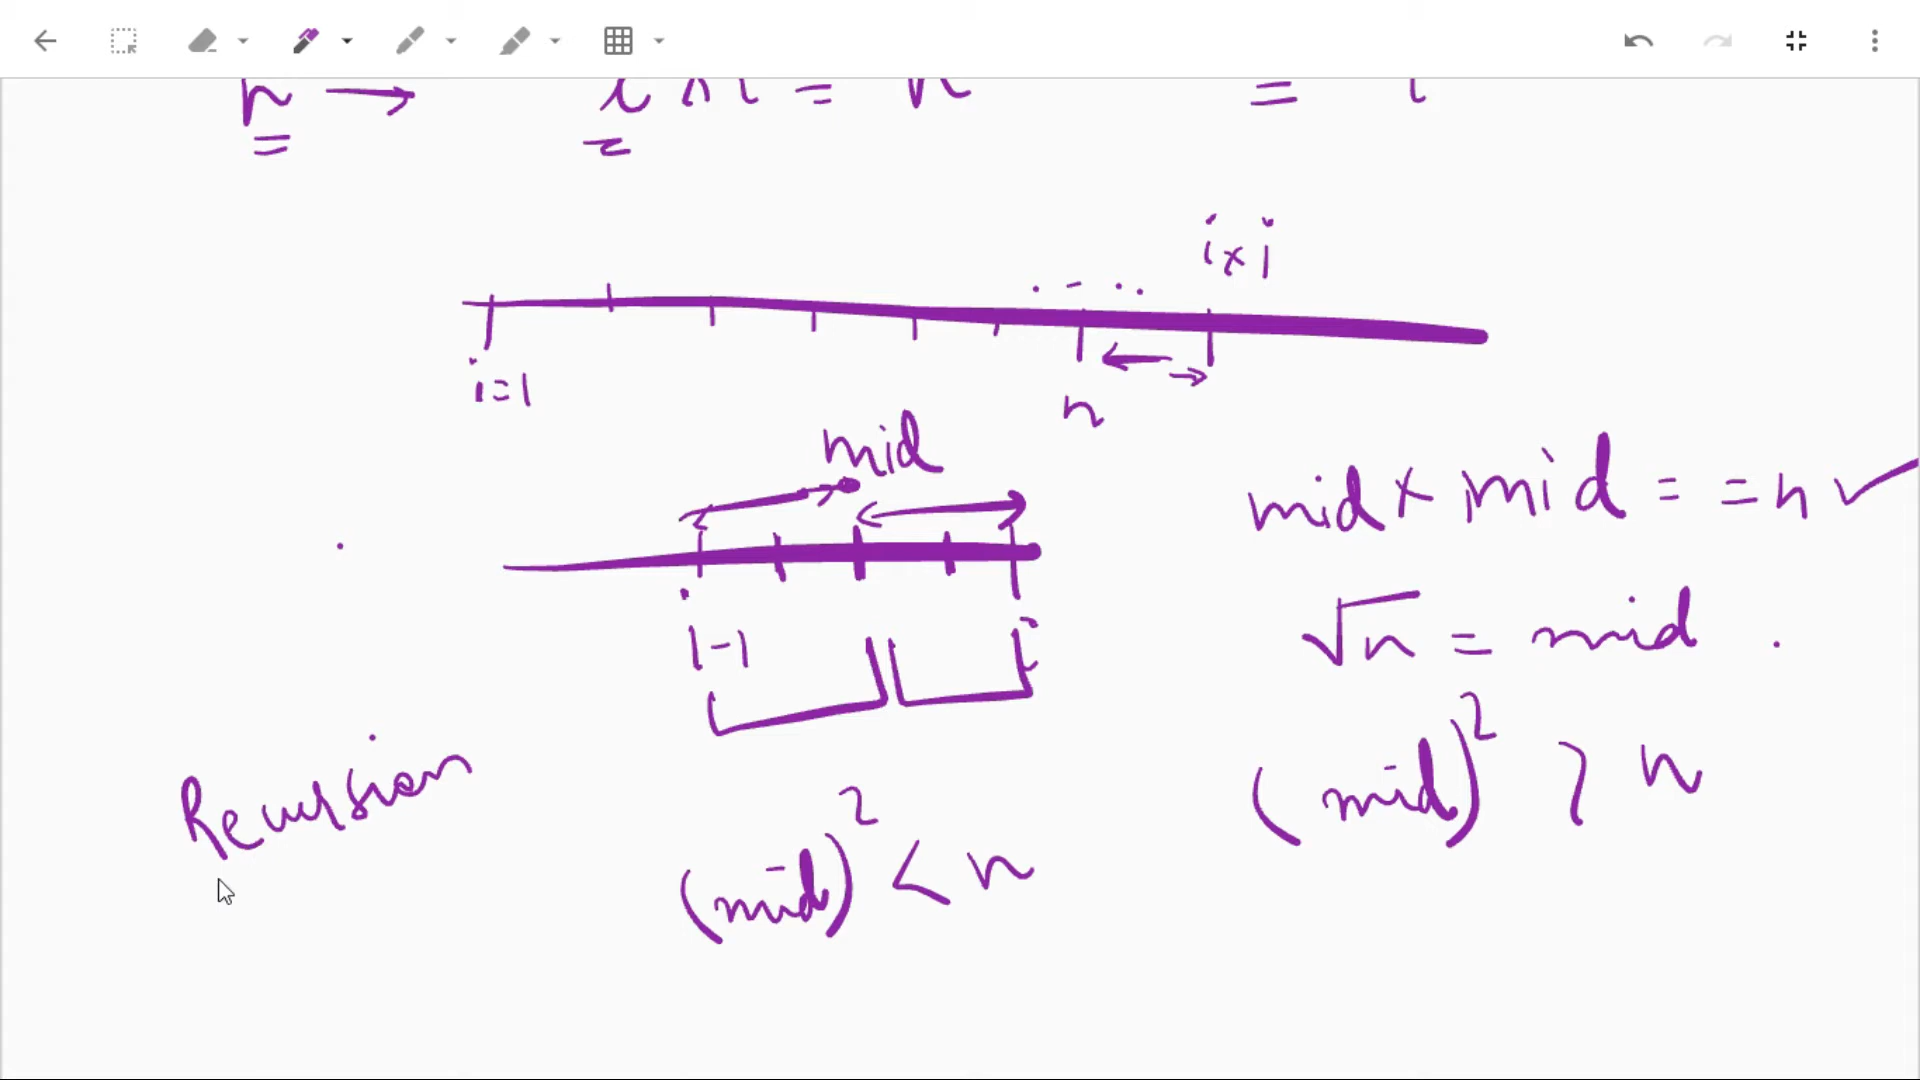 n → i × i = n = i
i×i
i=1
n
mid
mid × mid = = n ✓
i-1 i
√n = mid .
(mid)² > n
Recursion
(mid)² < n